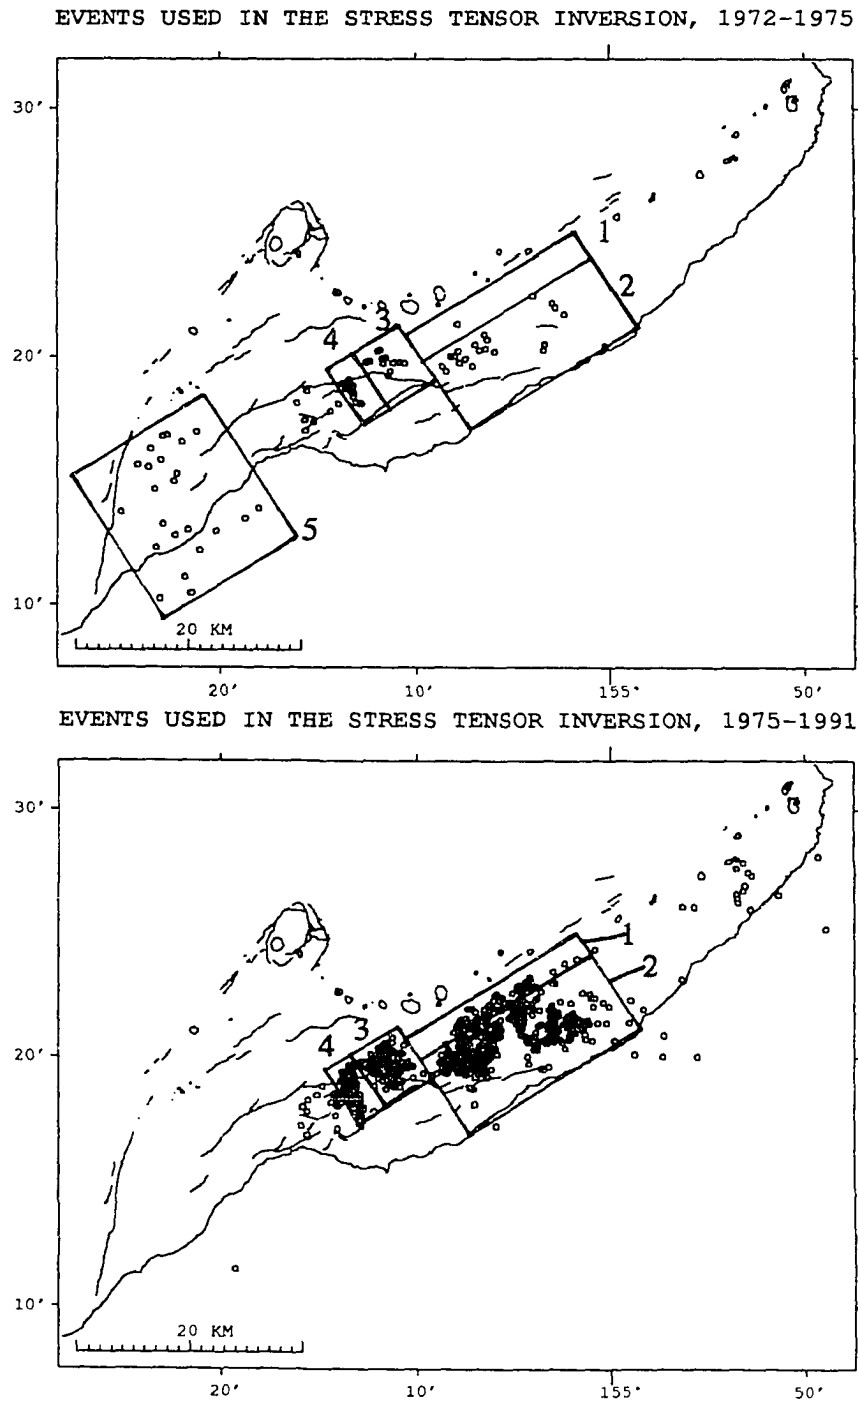 EVENTS USED IN THE STRESS TENSOR INVERSION, 1972-1975
30'
1
2
3
4
20'
5
10'
20 KM
20' 10' 155° 50'
EVENTS USED IN THE STRESS TENSOR INVERSION, 1975-1991
30'
1
2
3
4
20'
10'
20 KM
20' 10' 155° 50'